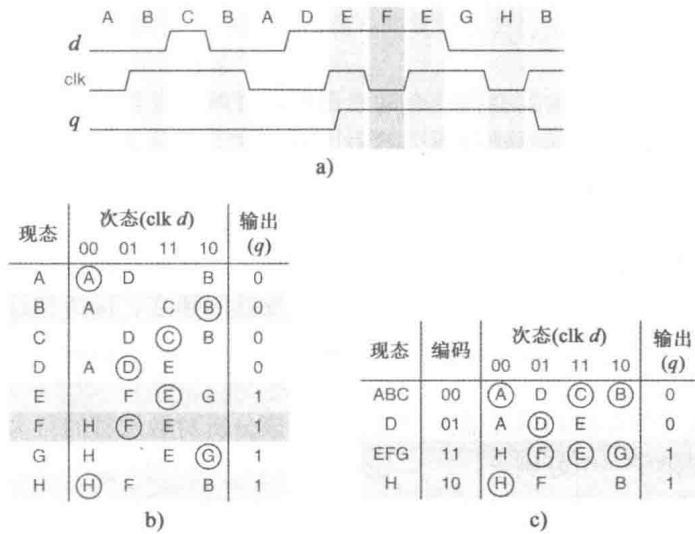 A B C B A D E F E G H B
d
clk
q
a)
现态 次态(clk d) 输出(q)
00 01 11 10
A A D B 0
B A C B 0
C D C B 0
D A D E 0
E F E G 1
F H F E 1
G H E G 1
H H F B 1
b)
现态 编码 次态(clk d) 输出(q)
00 01 11 10
ABC 00 A D C B 0
D 01 A D E 0
EFG 11 H F E G 1
H 10 H F B 1
c)